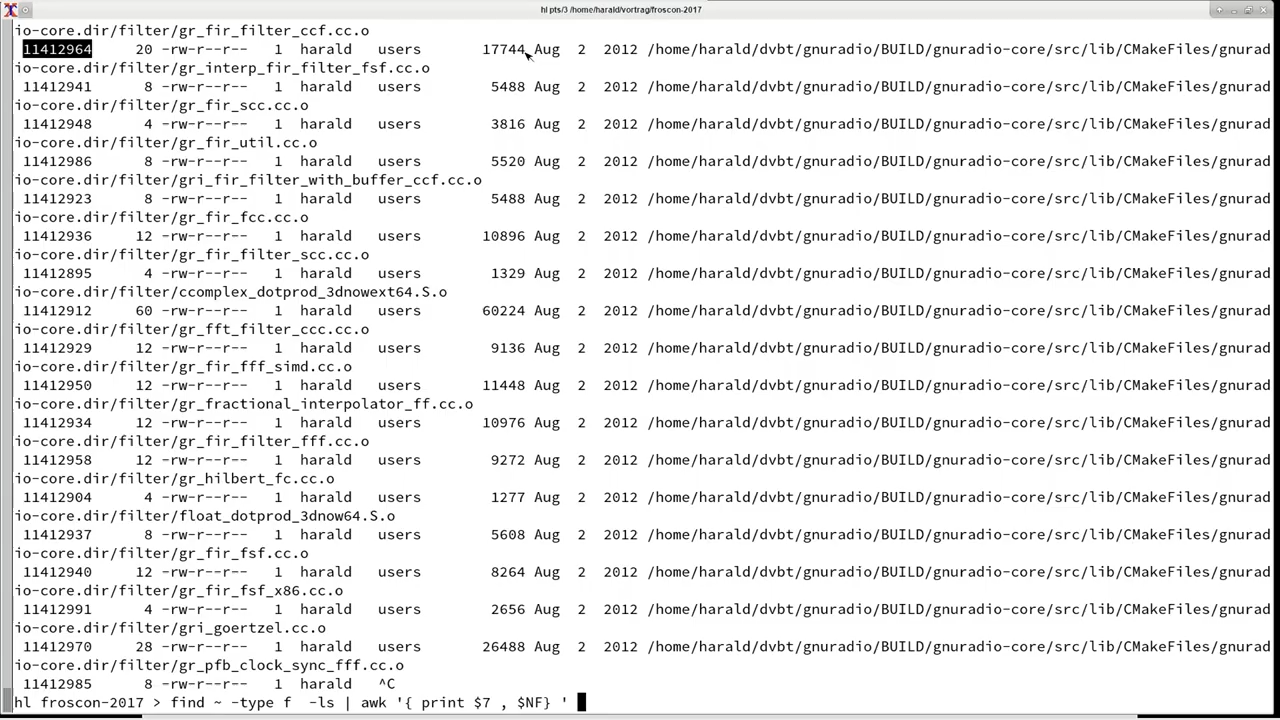 hl pts/3 /home/harald/vortrag/froscon-2017
io-core.dir/filter/gr_fir_filter_ccf.cc.o
11412964 20 -rw-r--r-- 1 harald users 17744 Aug 2 2012 /home/harald/dvbt/gnuradio/BUILD/gnuradio-core/src/lib/CMakeFiles/gnurad
io-core.dir/filter/gr_interp_fir_filter_fsf.cc.o
11412941 8 -rw-r--r-- 1 harald users 5488 Aug 2 2012 /home/harald/dvbt/gnuradio/BUILD/gnuradio-core/src/lib/CMakeFiles/gnurad
io-core.dir/filter/gr_fir_scc.cc.o
11412948 4 -rw-r--r-- 1 harald users 3816 Aug 2 2012 /home/harald/dvbt/gnuradio/BUILD/gnuradio-core/src/lib/CMakeFiles/gnurad
io-core.dir/filter/gr_fir_util.cc.o
11412986 8 -rw-r--r-- 1 harald users 5520 Aug 2 2012 /home/harald/dvbt/gnuradio/BUILD/gnuradio-core/src/lib/CMakeFiles/gnurad
io-core.dir/filter/gri_fir_filter_with_buffer_ccf.cc.o
11412923 8 -rw-r--r-- 1 harald users 5488 Aug 2 2012 /home/harald/dvbt/gnuradio/BUILD/gnuradio-core/src/lib/CMakeFiles/gnurad
io-core.dir/filter/gr_fir_fcc.cc.o
11412936 12 -rw-r--r-- 1 harald users 10896 Aug 2 2012 /home/harald/dvbt/gnuradio/BUILD/gnuradio-core/src/lib/CMakeFiles/gnurad
io-core.dir/filter/gr_fir_filter_scc.cc.o
11412895 4 -rw-r--r-- 1 harald users 1329 Aug 2 2012 /home/harald/dvbt/gnuradio/BUILD/gnuradio-core/src/lib/CMakeFiles/gnurad
io-core.dir/filter/ccomplex_dotprod_3dnowext64.S.o
11412912 60 -rw-r--r-- 1 harald users 60224 Aug 2 2012 /home/harald/dvbt/gnuradio/BUILD/gnuradio-core/src/lib/CMakeFiles/gnurad
io-core.dir/filter/gr_fft_filter_ccc.cc.o
11412929 12 -rw-r--r-- 1 harald users 9136 Aug 2 2012 /home/harald/dvbt/gnuradio/BUILD/gnuradio-core/src/lib/CMakeFiles/gnurad
io-core.dir/filter/gr_fir_fff_simd.cc.o
11412950 12 -rw-r--r-- 1 harald users 11448 Aug 2 2012 /home/harald/dvbt/gnuradio/BUILD/gnuradio-core/src/lib/CMakeFiles/gnurad
io-core.dir/filter/gr_fractional_interpolator_ff.cc.o
11412934 12 -rw-r--r-- 1 harald users 10976 Aug 2 2012 /home/harald/dvbt/gnuradio/BUILD/gnuradio-core/src/lib/CMakeFiles/gnurad
io-core.dir/filter/gr_fir_filter_fff.cc.o
11412958 12 -rw-r--r-- 1 harald users 9272 Aug 2 2012 /home/harald/dvbt/gnuradio/BUILD/gnuradio-core/src/lib/CMakeFiles/gnurad
io-core.dir/filter/gr_hilbert_fc.cc.o
11412904 4 -rw-r--r-- 1 harald users 1277 Aug 2 2012 /home/harald/dvbt/gnuradio/BUILD/gnuradio-core/src/lib/CMakeFiles/gnurad
io-core.dir/filter/float_dotprod_3dnow64.S.o
11412937 8 -rw-r--r-- 1 harald users 5608 Aug 2 2012 /home/harald/dvbt/gnuradio/BUILD/gnuradio-core/src/lib/CMakeFiles/gnurad
io-core.dir/filter/gr_fir_fsf.cc.o
11412940 12 -rw-r--r-- 1 harald users 8264 Aug 2 2012 /home/harald/dvbt/gnuradio/BUILD/gnuradio-core/src/lib/CMakeFiles/gnurad
io-core.dir/filter/gr_fir_fsf_x86.cc.o
11412991 4 -rw-r--r-- 1 harald users 2656 Aug 2 2012 /home/harald/dvbt/gnuradio/BUILD/gnuradio-core/src/lib/CMakeFiles/gnurad
io-core.dir/filter/gri_goertzel.cc.o
11412970 28 -rw-r--r-- 1 harald users 26488 Aug 2 2012 /home/harald/dvbt/gnuradio/BUILD/gnuradio-core/src/lib/CMakeFiles/gnurad
io-core.dir/filter/gr_pfb_clock_sync_fff.cc.o
11412985 8 -rw-r--r-- 1 harald users ^C
hl froscon-2017 > find ~ -type f -ls | awk '{ print $7 , $NF} '